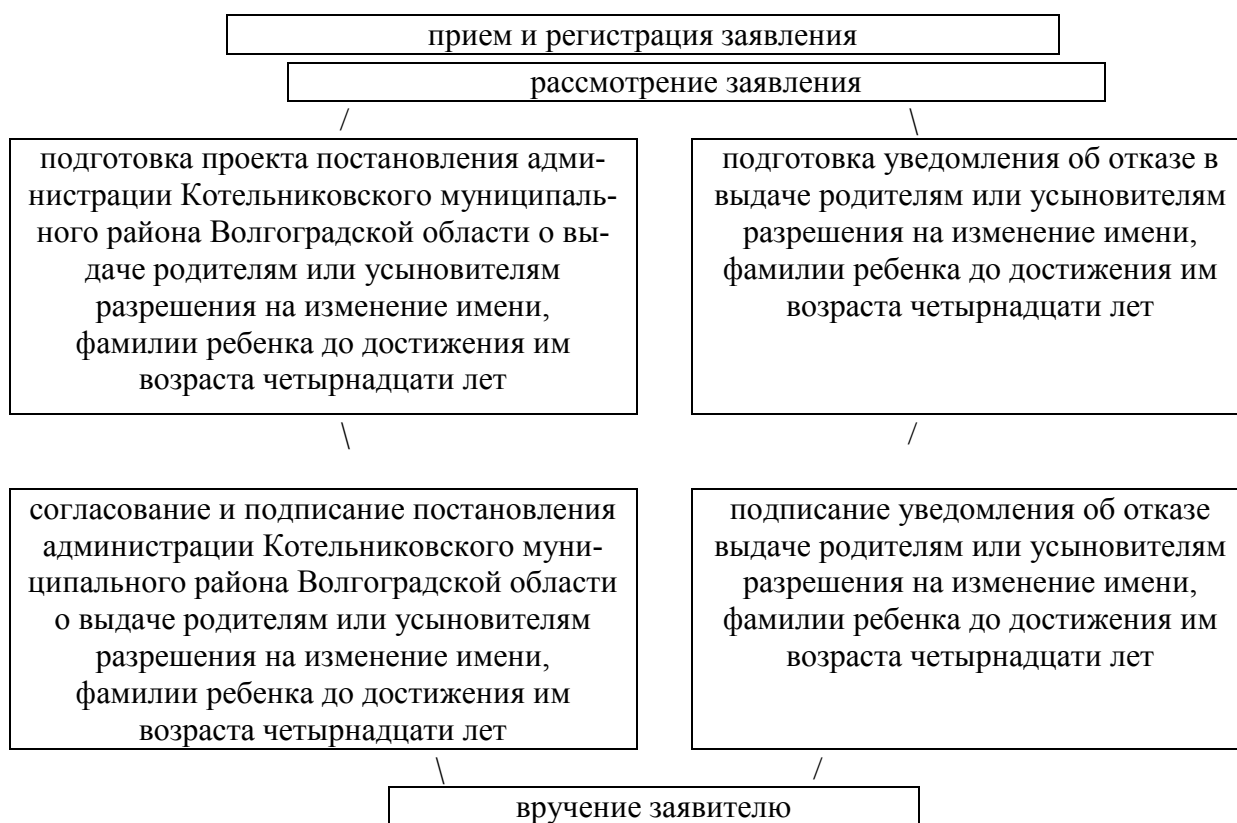 прием и регистрация заявления
рассмотрение заявления
/
\
подготовка проекта постановления адми-
нистрации Котельниковского муниципаль-
ного района Волгоградской области о вы-
даче родителям или усыновителям
разрешения на изменение имени,
фамилии ребенка до достижения им
возраста четырнадцати лет
подготовка уведомления об отказе в
выдаче родителям или усыновителям
разрешения на изменение имени,
фамилии ребенка до достижения им
возраста четырнадцати лет
\
/
согласование и подписание постановления
администрации Котельниковского муни-
ципального района Волгоградской области
о выдаче родителям или усыновителям
разрешения на изменение имени,
фамилии ребенка до достижения им
возраста четырнадцати лет
подписание уведомления об отказе
выдаче родителям или усыновителям
разрешения на изменение имени,
фамилии ребенка до достижения им
возраста четырнадцати лет
\
/
вручение заявителю